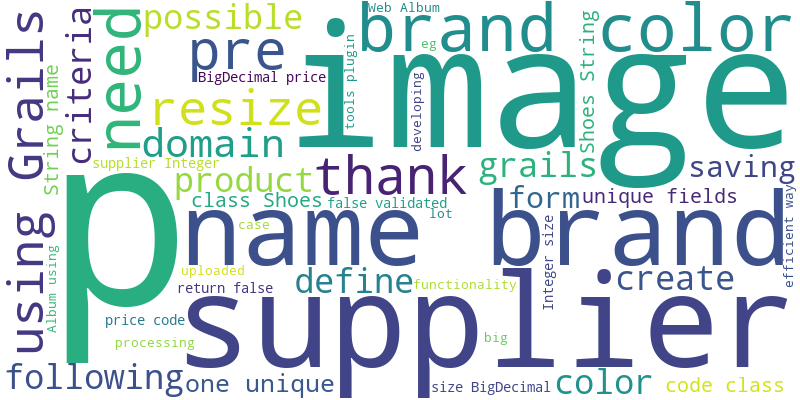 Web Album
possible
brand
color
need
pre
eg
BigDecimal price
criteria
image
using Grails
String name
resize
tools plugin
developing
Shoes String
domain
supplier Integer
product
thank
grails
saving
p
class Shoes
false validated
form
unique fields
lot
name brand
case
efficient way
Album using
uploaded
define
functionality
Integer size
create
return false
supplier
price code
processing
big
following
one unique
size BigDecimal
color
code class